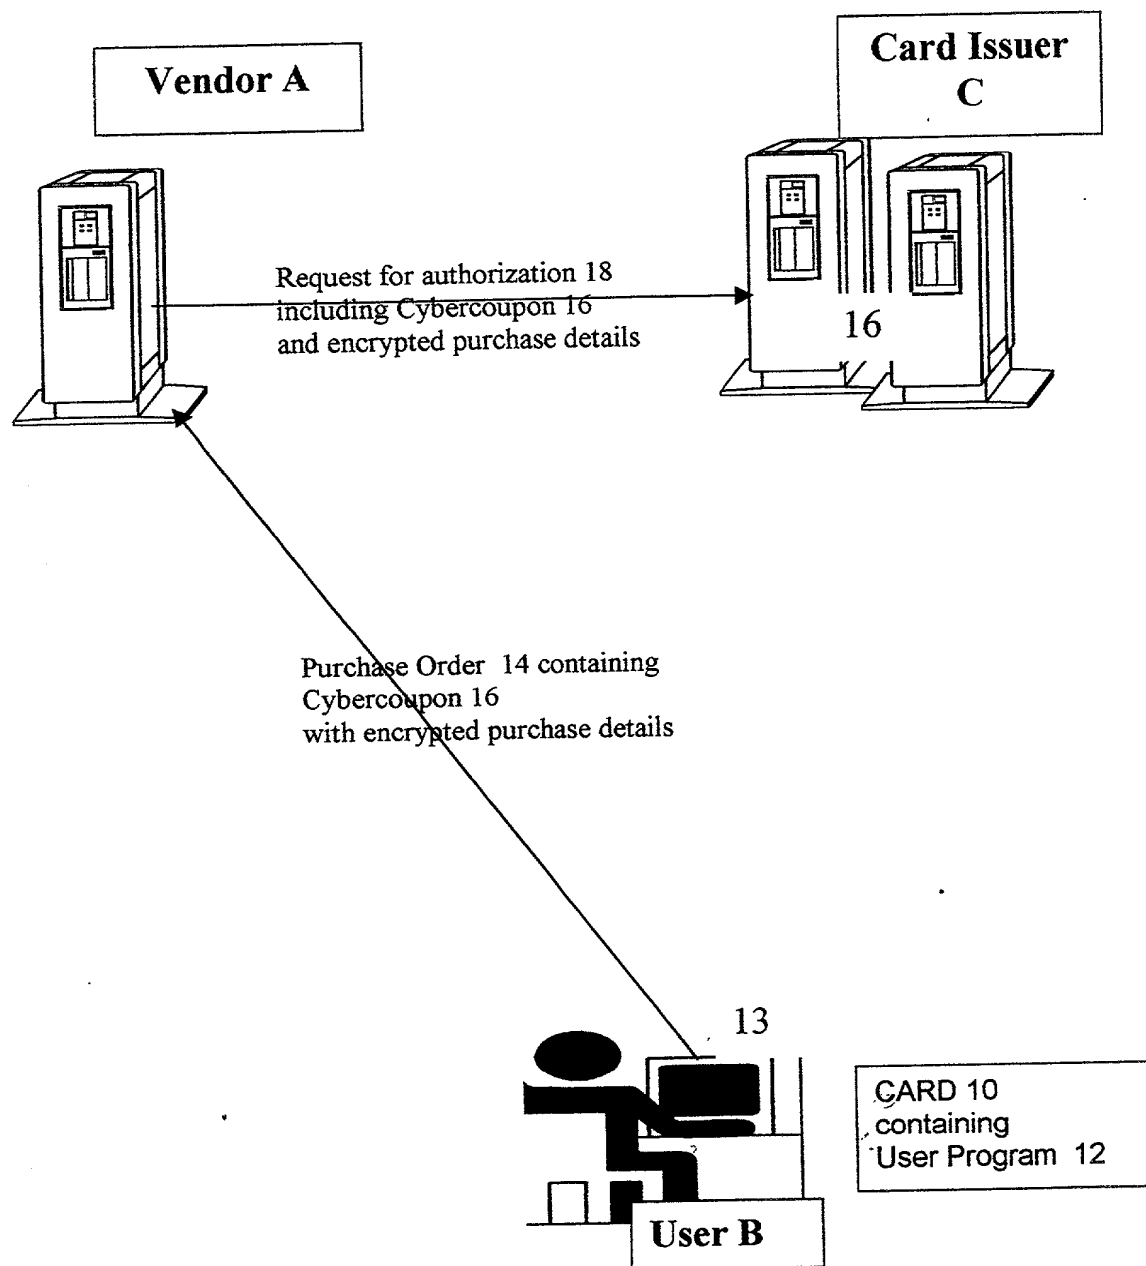 Vendor A
Card Issuer
C
Request for authorization 18
including Cybercoupon 16
and encrypted purchase details
16
Purchase Order 14 containing
Cybercoupon 16
with encrypted purchase details
13
CARD 10
containing
User Program 12
User B